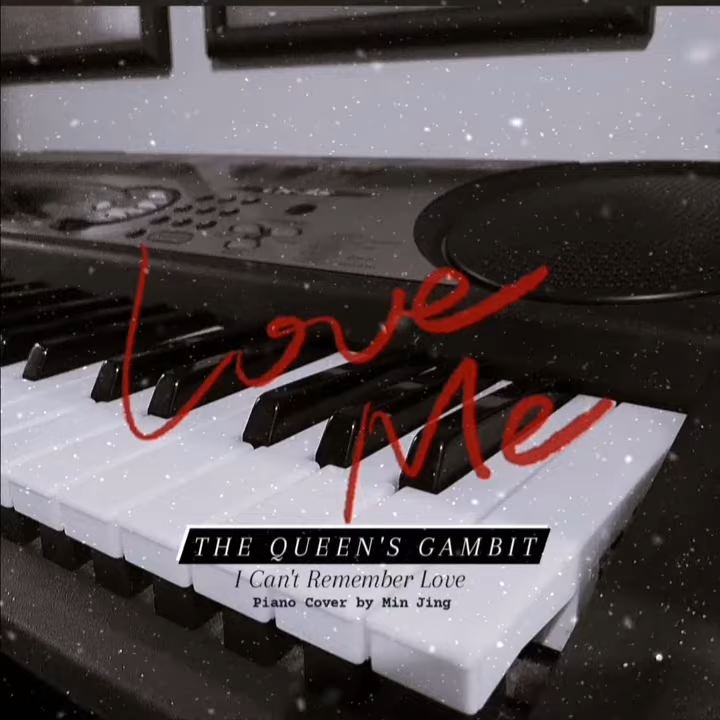 Love
Me
THE QUEEN'S GAMBIT
I Can't Remember Love
Piano Cover by Min Jing